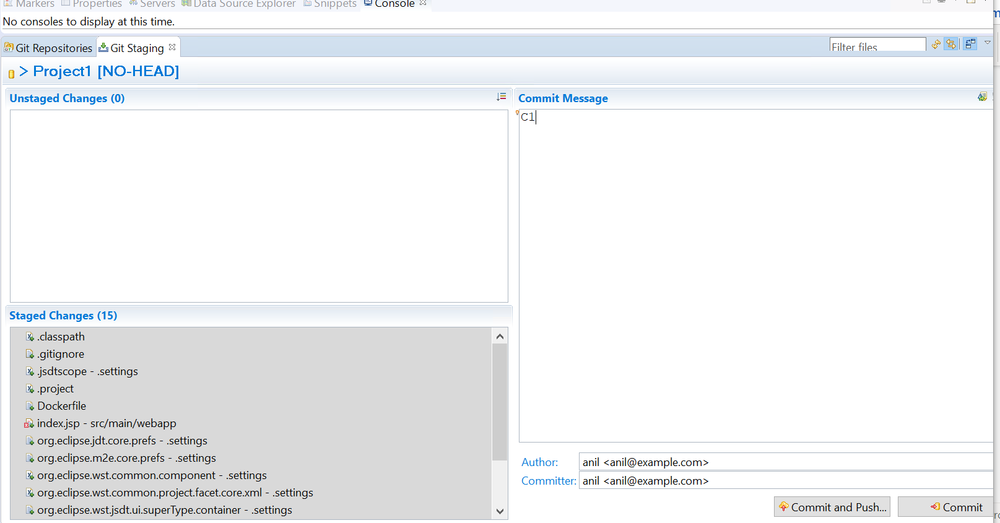 Markers Properties Servers Data Source Explorer Snippets Console
No consoles to display at this time.
Git Repositories Git Staging Filter files
> Project1 [NO-HEAD]
Unstaged Changes (0)
Commit Message
C1
Staged Changes (15)
.classpath
.gitignore
.jsdtscope - .settings
.project
Dockerfile
index.jsp - src/main/webapp
org.eclipse.jdt.core.prefs - .settings
org.eclipse.m2e.core.prefs - .settings
org.eclipse.wst.common.component - .settings
org.eclipse.wst.common.project.facet.core.xml - .settings
org.eclipse.wst.jsdt.ui.superType.container - .settings
Author: anil <anil@example.com>
Committer: anil <anil@example.com>
Commit and Push... Commit